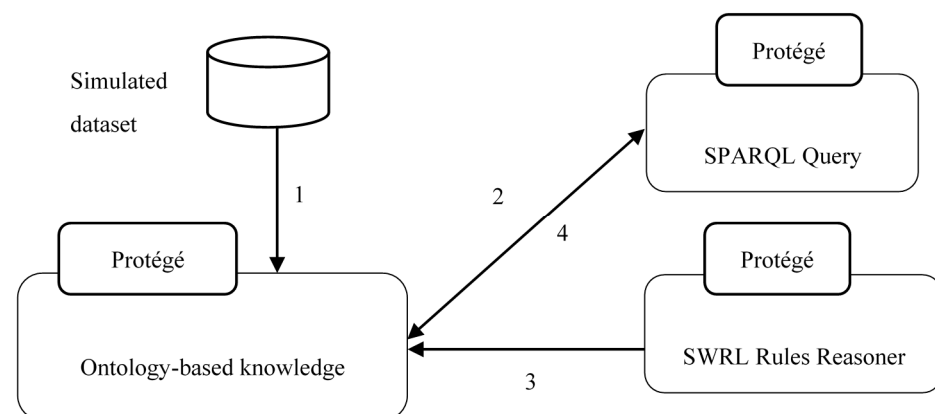 Simulated
dataset
1
Protégé
Ontology-based knowledge
2
4
3
Protégé
SPARQL Query
Protégé
SWRL Rules Reasoner